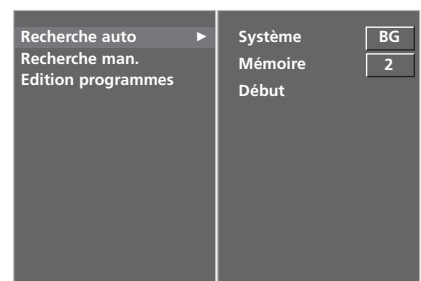 Recherche auto ►
Recherche man.
Edition programmes
Système BG
Mémoire 2
Début